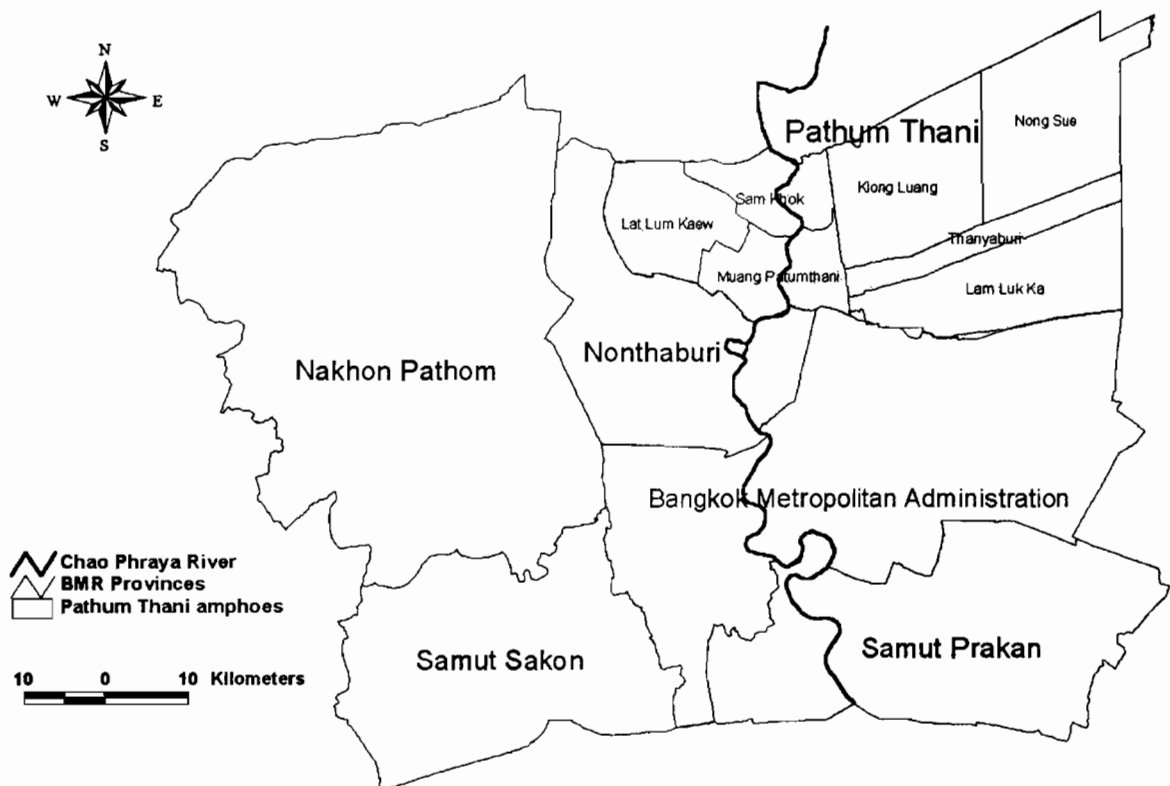 N
W E
S
Pathum Thani
Nong Sue
Klong Luang
Sam Khok
Lat Lum Kaew
Thanyaburi
Muang Patumthani
Lam Luk Ka
Nonthaburi
Nakhon Pathom
Bangkok Metropolitan Administration
Chao Phraya River
BMR Provinces
Pathum Thani amphoes
Samut Sakon
Samut Prakan
10 0 10 Kilometers